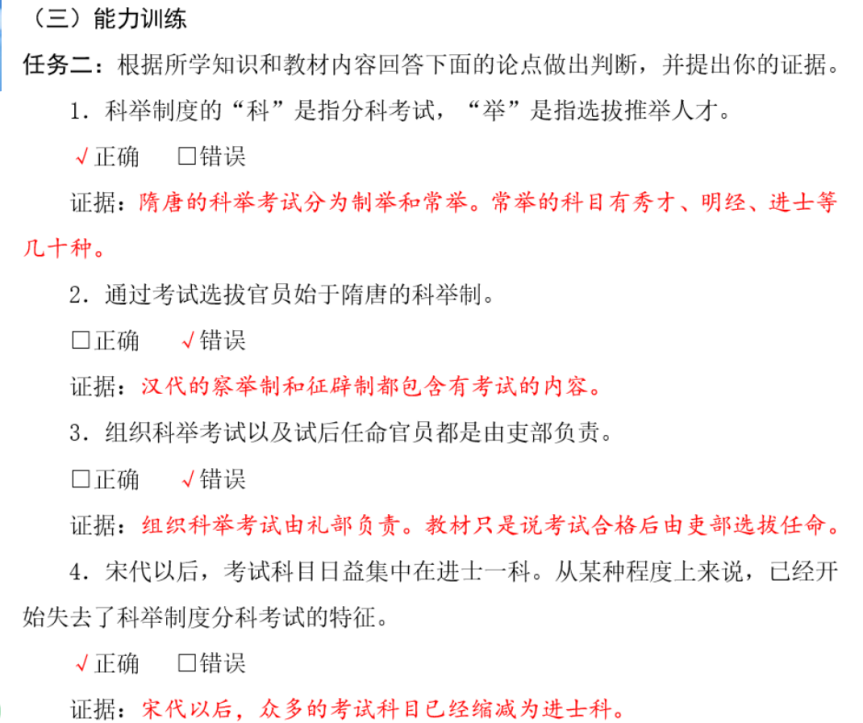 （三）能力训练
任务二：根据所学知识和教材内容回答下面的论点做出判断，并提出你的证据。
1．科举制度的“科”是指分科考试，“举”是指选拔推举人才。
√正确 □错误
证据：隋唐的科举考试分为制举和常举。常举的科目有秀才、明经、进士等
几十种。
2．通过考试选拔官员始于隋唐的科举制。
□正确 √错误
证据：汉代的察举制和征辟制都包含有考试的内容。
3．组织科举考试以及试后任命官员都是由吏部负责。
□正确 √错误
证据：组织科举考试由礼部负责。教材只是说考试合格后由吏部选拔任命。
4．宋代以后，考试科目日益集中在进士一科。从某种程度上来说，已经开
始失去了科举制度分科考试的特征。
√正确 □错误
证据：宋代以后，众多的考试科目已经缩减为进士科。